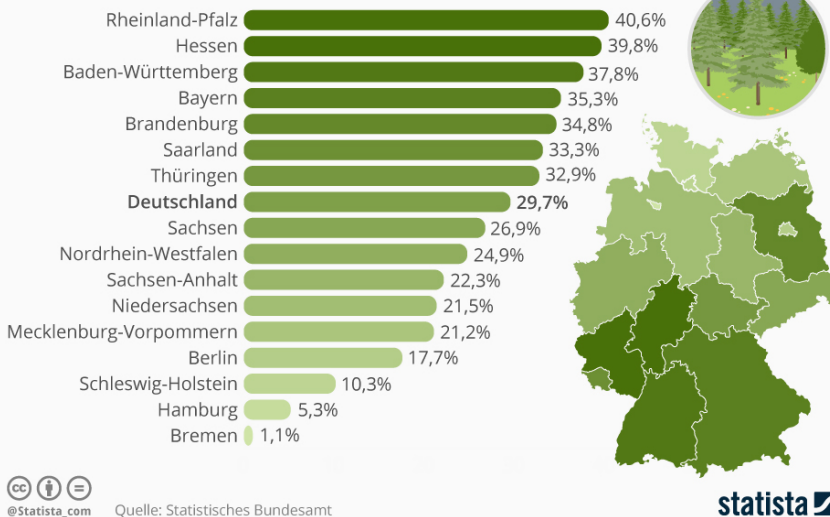 Rheinland-Pfalz 40,6%
Hessen 39,8%
Baden-Württemberg 37,8%
Bayern 35,3%
Brandenburg 34,8%
Saarland 33,3%
Thüringen 32,9%
Deutschland 29,7%
Sachsen 26,9%
Nordrhein-Westfalen 24,9%
Sachsen-Anhalt 22,3%
Niedersachsen 21,5%
Mecklenburg-Vorpommern 21,2%
Berlin 17,7%
Schleswig-Holstein 10,3%
Hamburg 5,3%
Bremen 1,1%
cc
@Statista_com Quelle: Statistisches Bundesamt
statista